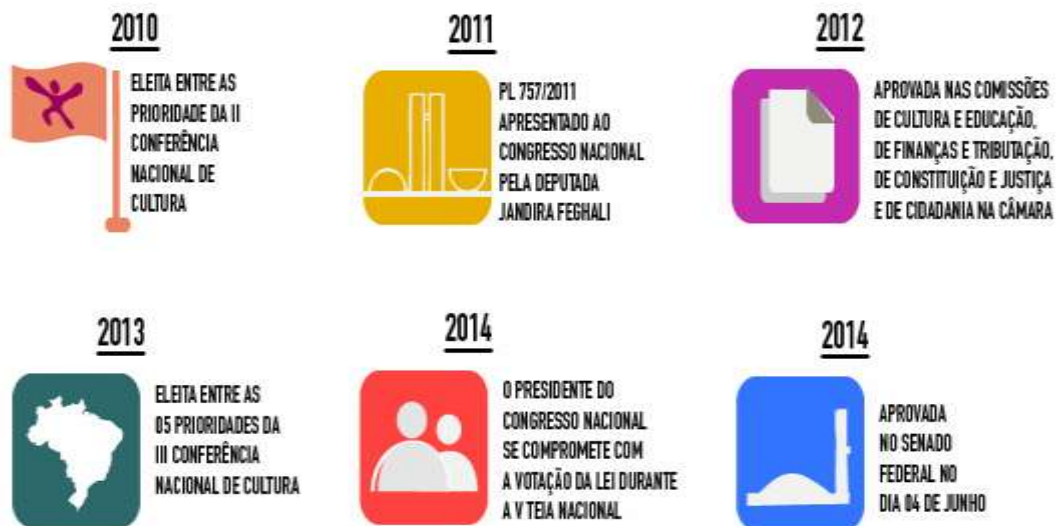 2010
ELEITA ENTRE AS
PRIORIDADE DA II
CONFERÊNCIA
NACIONAL DE
CULTURA
2011
PL 757/2011
APRESENTADO AO
CONGRESSO NACIONAL
PELA DEPUTADA
JANDIRA FEGHALI
2012
APROVADA NAS COMISSÕES
DE CULTURA E EDUCAÇÃO,
DE FINANÇAS E TRIBUTAÇÃO,
DE CONSTITUIÇÃO E JUSTIÇA
E DE CIDADANIA NA CÂMARA
2013
ELEITA ENTRE AS
05 PRIORIDADES DA
III CONFERÊNCIA
NACIONAL DE CULTURA
2014
O PRESIDENTE DO
CONGRESSO NACIONAL
SE COMPROMETE COM
A VOTAÇÃO DA LEI DURANTE
A V TEIA NACIONAL
2014
APROVADA
NO SENADO
FEDERAL NO
DIA 04 DE JUNHO